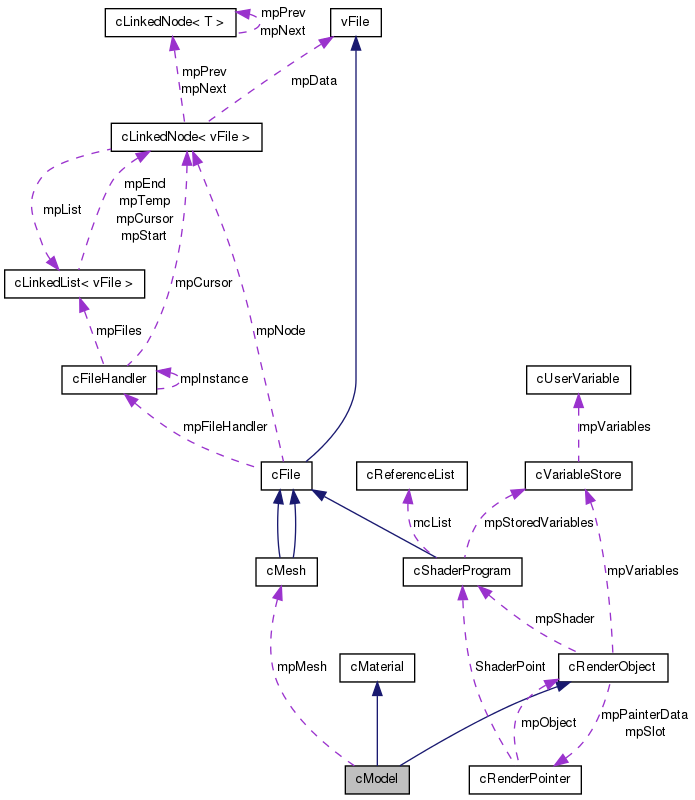 cLinkedNode< T >
mpPrev
mpNext
vFile
mpPrev
mpNext
mpData
cLinkedNode< vFile >
mpList
mpEnd
mpTemp
mpCursor
mpStart
cLinkedList< vFile >
mpCursor
mpFiles
mpNode
cFileHandler
mpInstance
cUserVariable
mpFileHandler
mpVariables
cFile
cReferenceList
cVariableStore
mcList
mpStoredVariables
cMesh
cShaderProgram
mpVariables
mpShader
mpMesh
cMaterial
ShaderPoint
cRenderObject
mpObject
mpPainterData
mpSlot
cModel
cRenderPointer